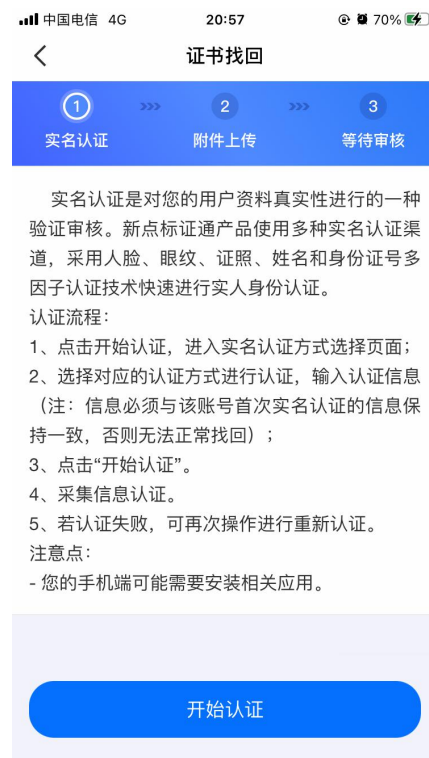 中国电信 4G 20:57 70%
证书找回
1 2 3
实名认证 附件上传 等待审核
实名认证是对您的用户资料真实性进行的一种
验证审核。新点标证通产品使用多种实名认证渠
道，采用人脸、眼纹、证照、姓名和身份证号多
因子认证技术快速进行实人身份认证。
认证流程：
1、点击开始认证，进入实名认证方式选择页面；
2、选择对应的认证方式进行认证，输入认证信息
（注：信息必须与该账号首次实名认证的信息保
持一致，否则无法正常找回）；
3、点击“开始认证”。
4、采集信息认证。
5、若认证失败，可再次操作进行重新认证。
注意点：
- 您的手机端可能需要安装相关应用。
开始认证